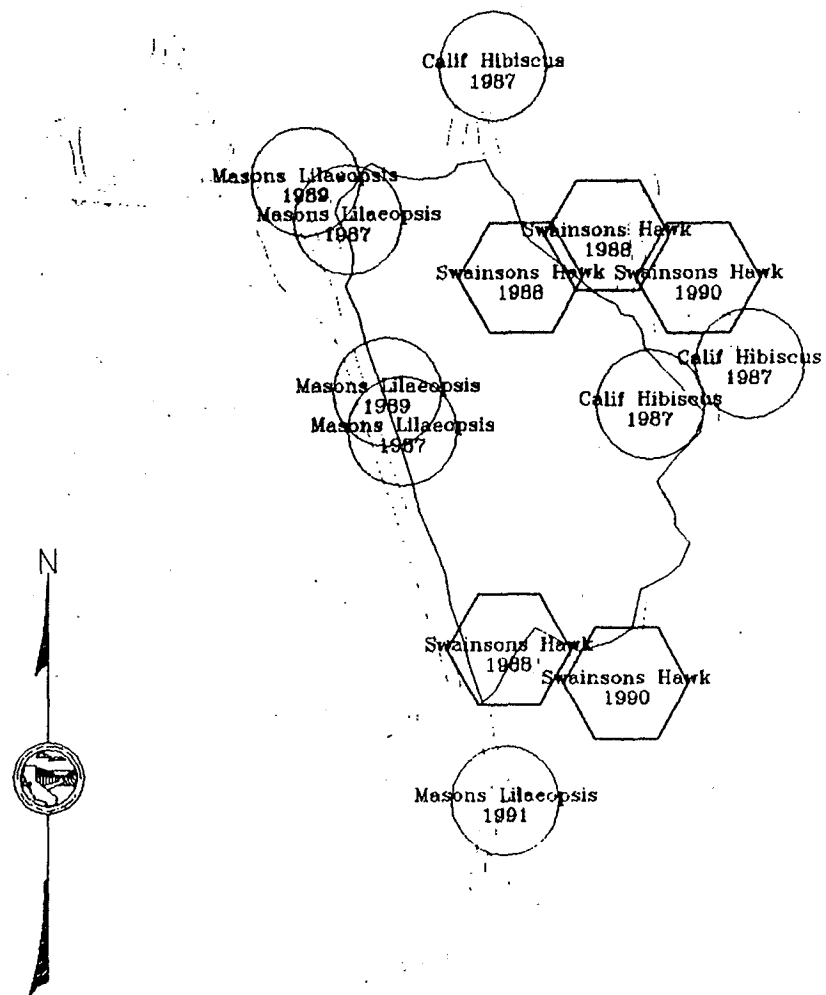 Calif Hibiscus
1987
Masons Lilaeopsis
1989
Masons Lilaeopsis
1987
Swainsons Hawk
1988
Swainsons Hawk
1988
Swainsons Hawk
1990
Calif Hibiscus
1987
Calif Hibiscus
1987
Masons Lilaeopsis
1989
Masons Lilaeopsis
1987
N
Swainsons Hawk
1988
Swainsons Hawk
1990
Masons Lilaeopsis
1991